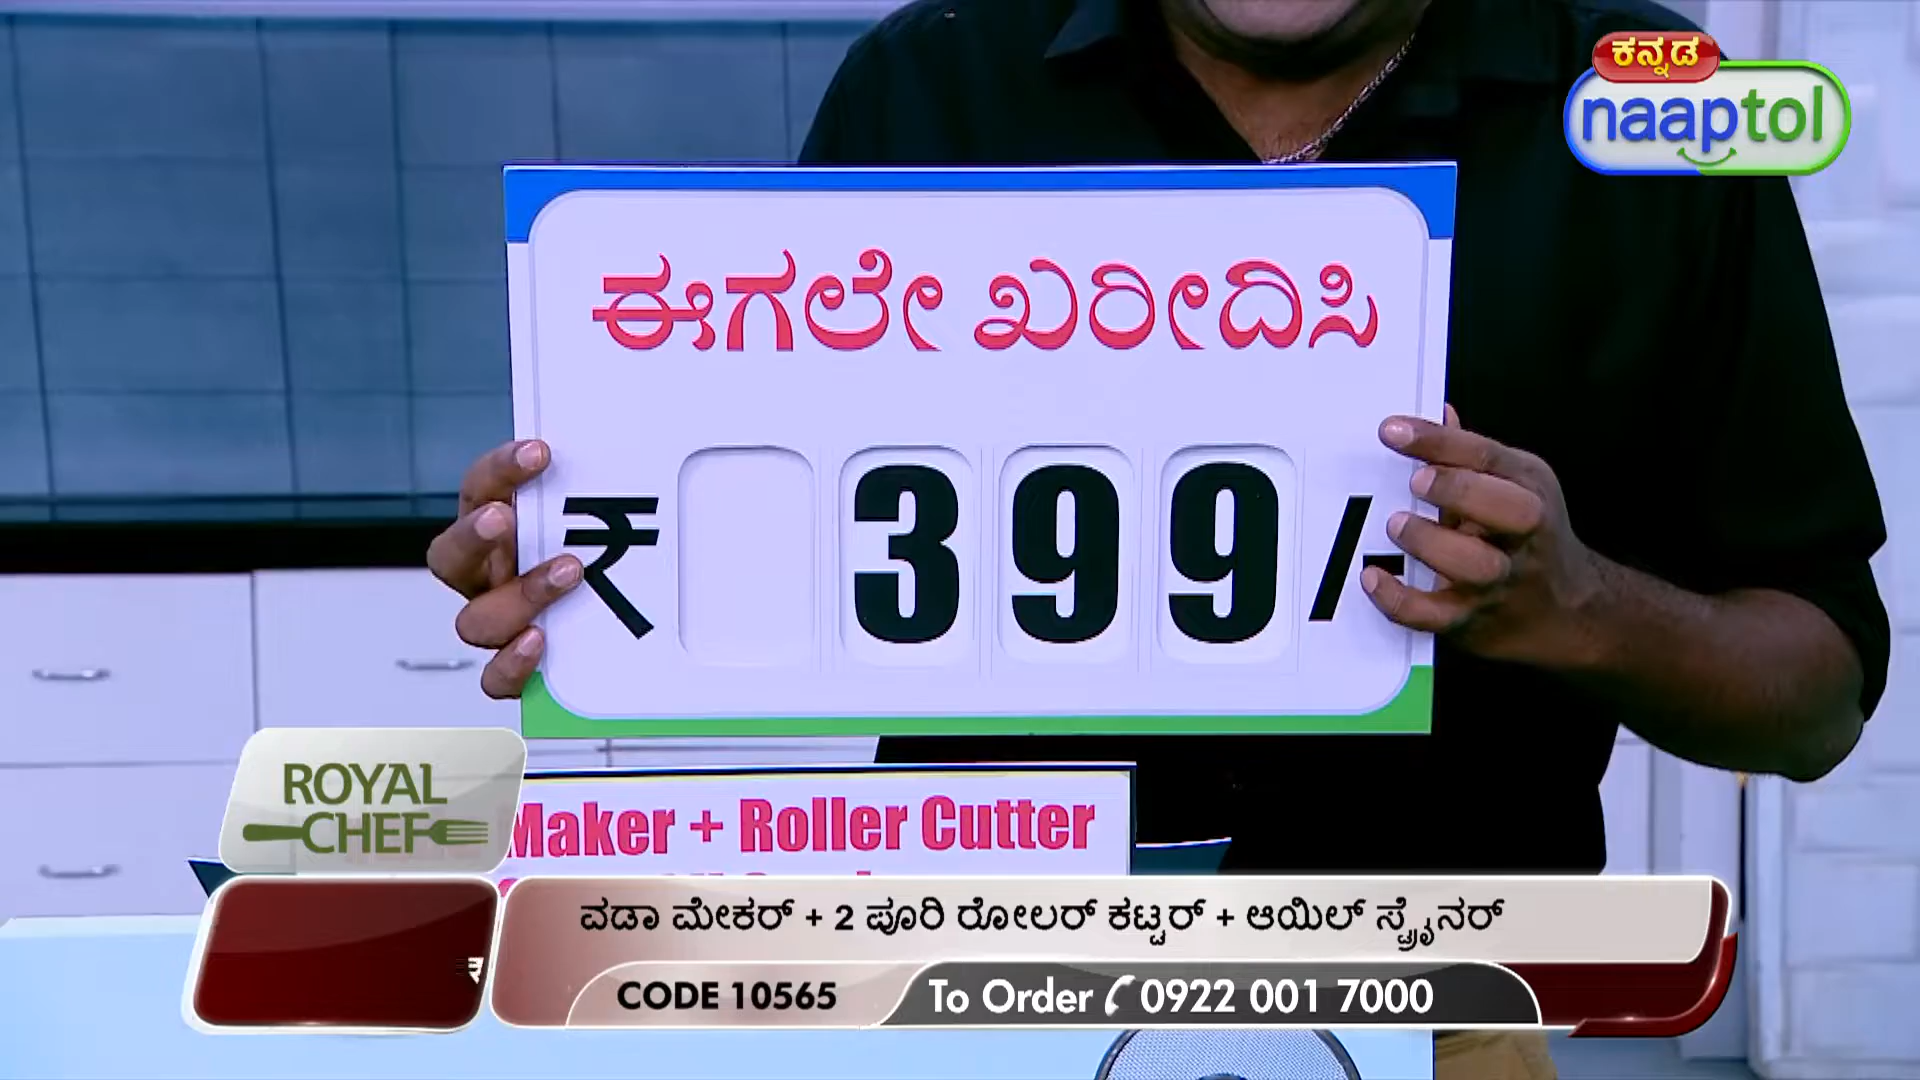 ಕನ್ನಡ
naaptol
ಈಗಲೇ ಖರೀದಿಸಿ
₹ 399/-
ROYAL
CHEF
Maker + Roller Cutter
ವಡಾ ಮೇಕರ್ + 2 ಪೂರಿ ರೋಲರ್ ಕಟ್ಟರ್ + ಆಯಿಲ್ ಸ್ಟ್ರೈನರ್
₹
CODE 10565
To Order 0922 001 7000